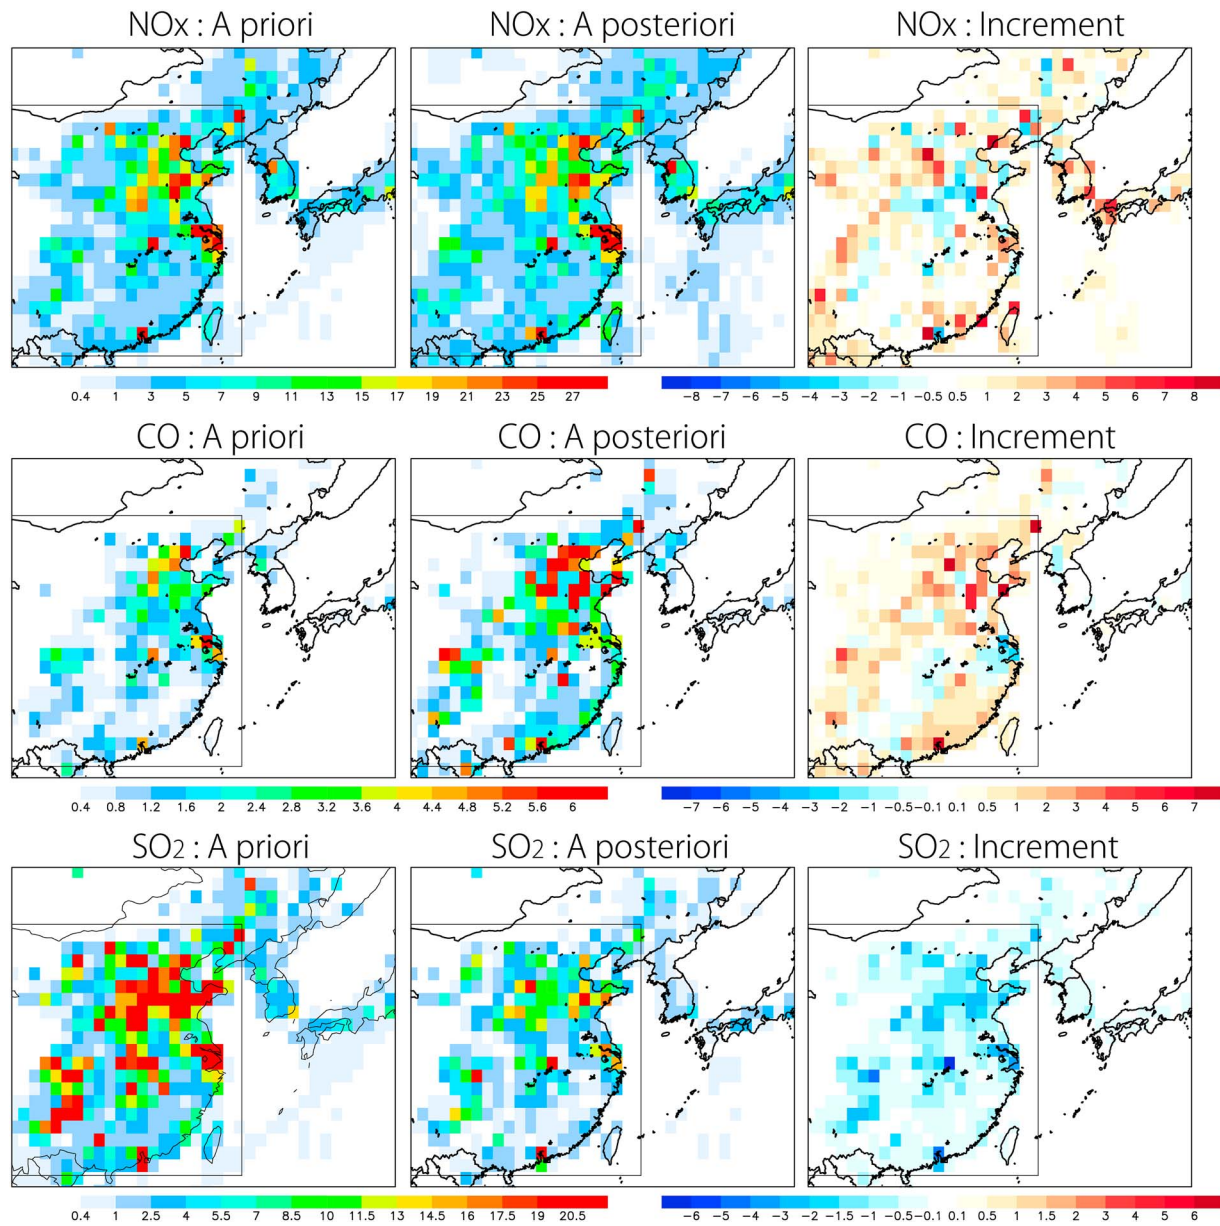 NOx : A priori
NOx : A posteriori
NOx : Increment
0.4 1 3 5 7 9 11 13 15 17 19 21 23 25 27
−8 −7 −6 −5 −4 −3 −2 −1 −0.5 0.5 1 2 3 4 5 6 7 8
CO : A priori
CO : A posteriori
CO : Increment
0.4 0.8 1.2 1.6 2 2.4 2.8 3.2 3.6 4 4.4 4.8 5.2 5.6 6
−7 −6 −5 −4 −3 −2 −1 −0.5 −0.1 0.1 0.5 1 2 3 4 5 6 7
SO2 : A priori
SO2 : A posteriori
SO2 : Increment
0.4 1 2.5 4 5.5 7 8.5 10 11.5 13 14.5 16 17.5 19 20.5
−6 −5 −4 −3 −2 −1.5 −1 −0.5 −0.1 0.1 0.5 1 1.5 2 3 4 5 6